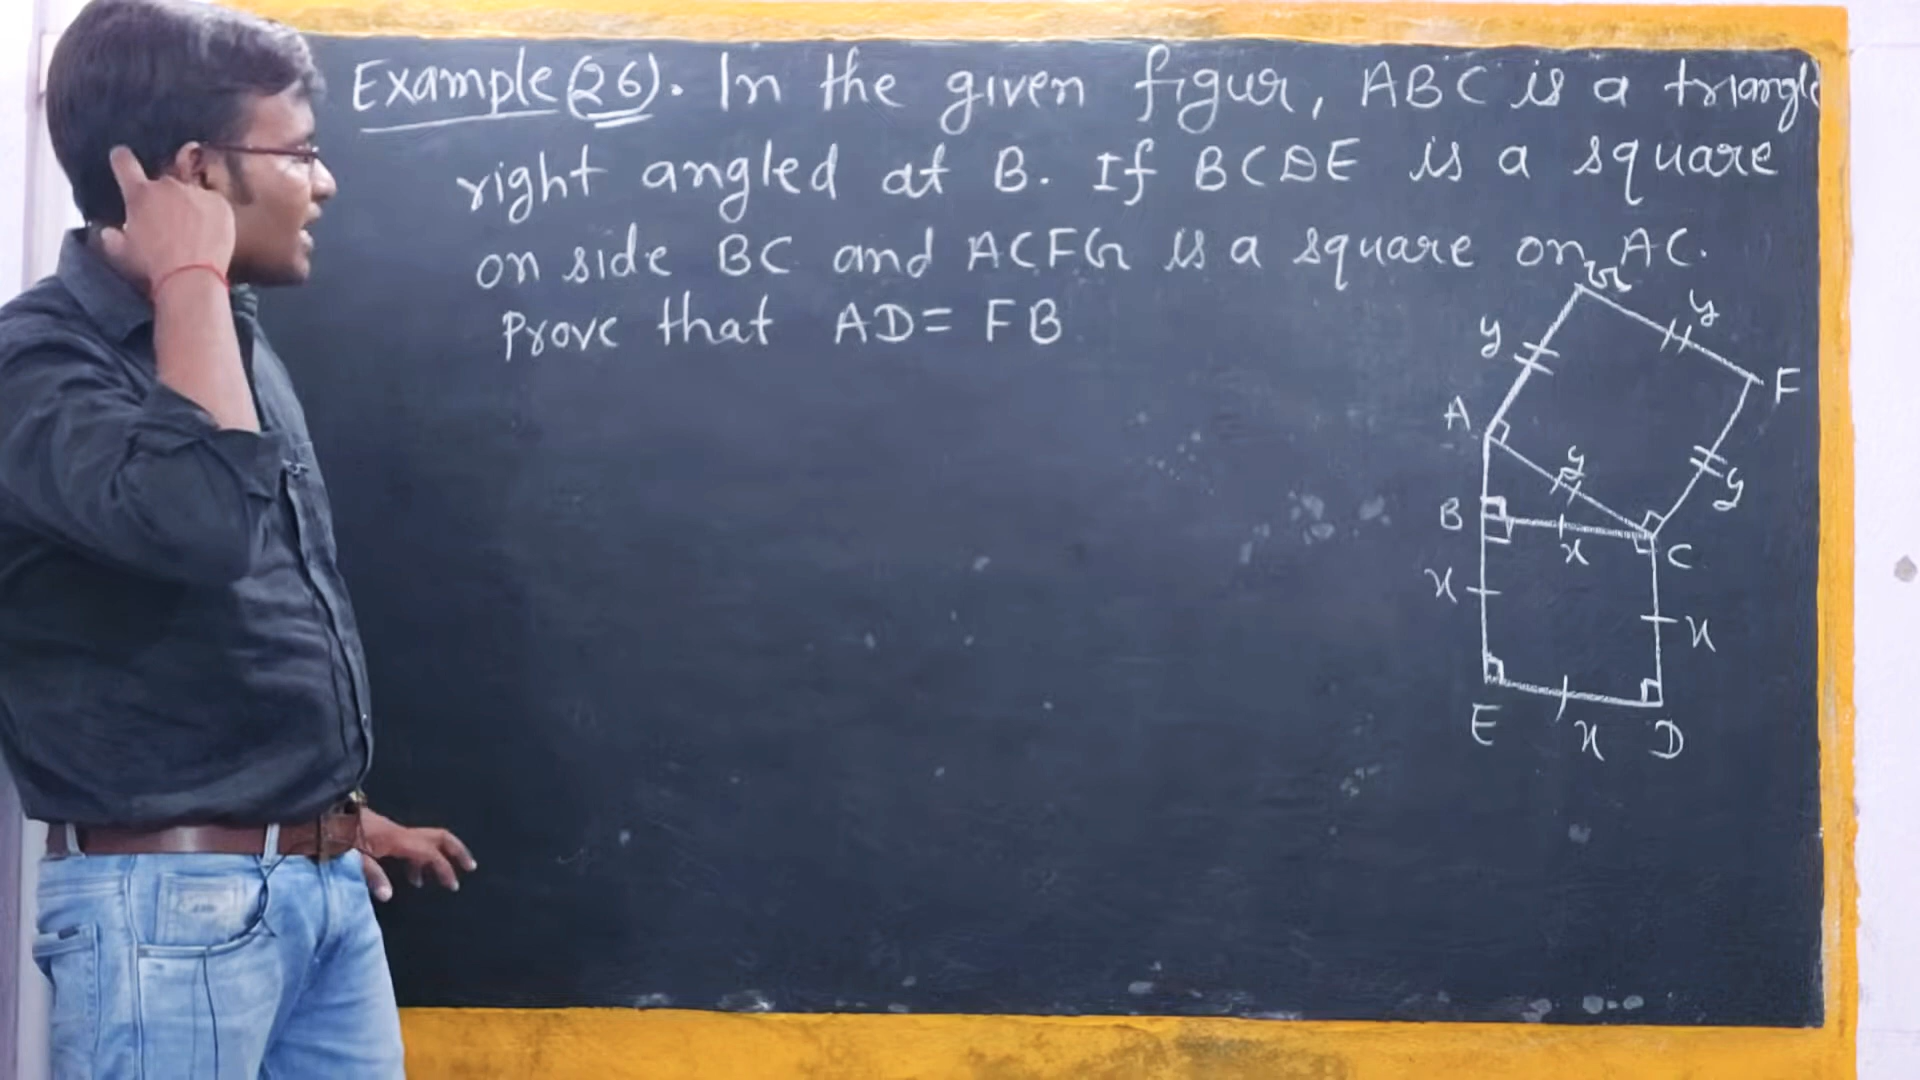 Example (26). In the given figur, ABC is a triangle
right angled at B. If BCDE is a square
on side BC and ACFG is a square on AC.
Prove that AD = FB
G
y
y
F
A
y
y
B
x
C
x
x
E
x
D